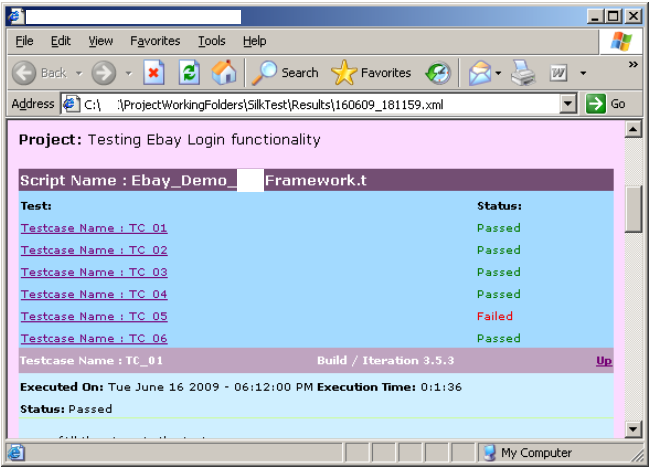 File Edit View Favorites Tools Help
Back Search Favorites
Address C:\ :\ProjectWorkingFolders\SilkTest\Results\160609_181159.xml Go
Project: Testing Ebay Login functionality
Script Name : Ebay_Demo_ Framework.t
Test: Status:
Testcase Name : TC_01 Passed
Testcase Name : TC_02 Passed
Testcase Name : TC_03 Passed
Testcase Name : TC_04 Passed
Testcase Name : TC_05 Failed
Testcase Name : TC_06 Passed
Testcase Name : TC_01 Build / Iteration 3.5.3 Up
Executed On: Tue June 16 2009 - 06:12:00 PM Execution Time: 0:1:36
Status: Passed
My Computer